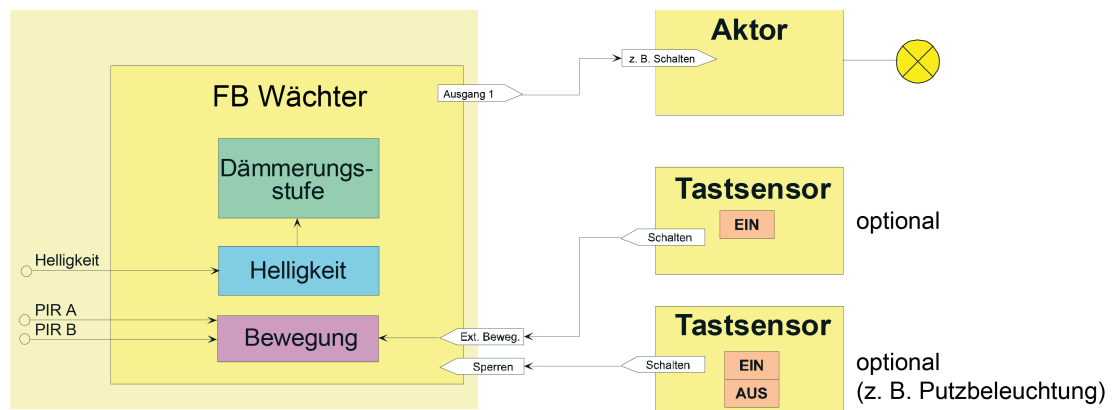 Aktor
z. B. Schalten
FB Wächter
Ausgang 1
Dämmerungs-
stufe
Tastsensor
EIN
optional
Schalten
Helligkeit
Helligkeit
PIR A
PIR B
Bewegung
Ext. Beweg.
Sperren
Tastsensor
Schalten
EIN
AUS
optional
(z. B. Putzbeleuchtung)